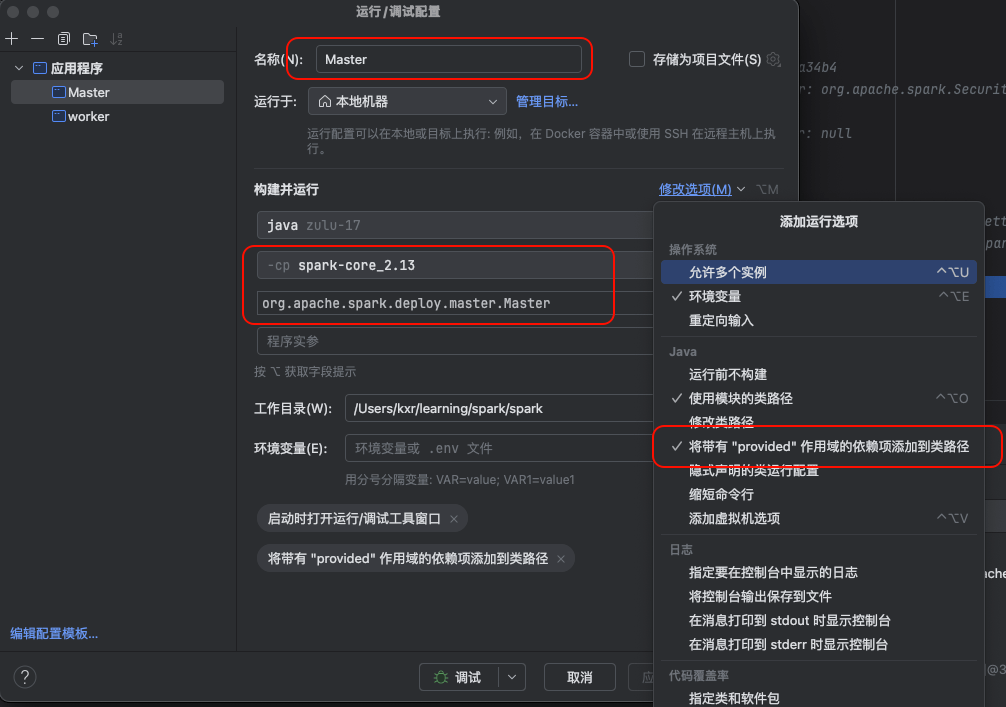 运行/调试配置
应用程序
Master
worker
编辑配置模板...
?
名称(N):
Master
存储为项目文件(S)
运行于:
本地机器
管理目标...
运行配置可以在本地或目标上执行: 例如，在 Docker 容器中或使用 SSH 在远程主机上执
行。
构建并运行
修改选项(M)
⌥M
java zulu-17
-cp spark-core_2.13
org.apache.spark.deploy.master.Master
程序实参
按 ⌥ 获取字段提示
工作目录(W):
/Users/kxr/learning/spark/spark
环境变量(E):
环境变量或 .env 文件
用分号分隔变量: VAR=value; VAR1=value1
启动时打开运行/调试工具窗口 ×
将带有 "provided" 作用域的依赖项添加到类路径 ×
调试
取消
应
添加运行选项
操作系统
允许多个实例 ⌃⌥U
✓ 环境变量 ⌃⌥E
重定向输入
Java
运行前不构建
✓ 使用模块的类路径 ⌃⌥O
修改类路径
✓ 将带有 "provided" 作用域的依赖项添加到类路径
隐式声明的类运行配置
缩短命令行
添加虚拟机选项 ⌃⌥V
日志
指定要在控制台中显示的日志
将控制台输出保存到文件
在消息打印到 stdout 时显示控制台
在消息打印到 stderr 时显示控制台
代码覆盖率
指定类和软件包
a34b4
r: org.apache.spark.Securit
r: null
ett
par
ache
@3